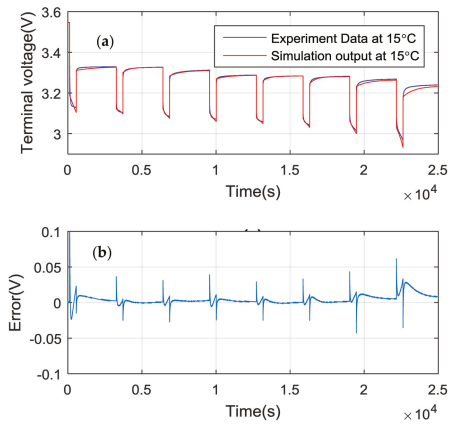 3.6
(a)
Experiment Data at 15°C
Simulation output at 15°C
3.4
3.2
3
Terminal voltage(V)
0 0.5 1 1.5 2 2.5
Time(s)
×10⁴
0.1
(b)
0.05
0
-0.05
-0.1
Error(V)
0 0.5 1 1.5 2 2.5
Time(s)
×10⁴